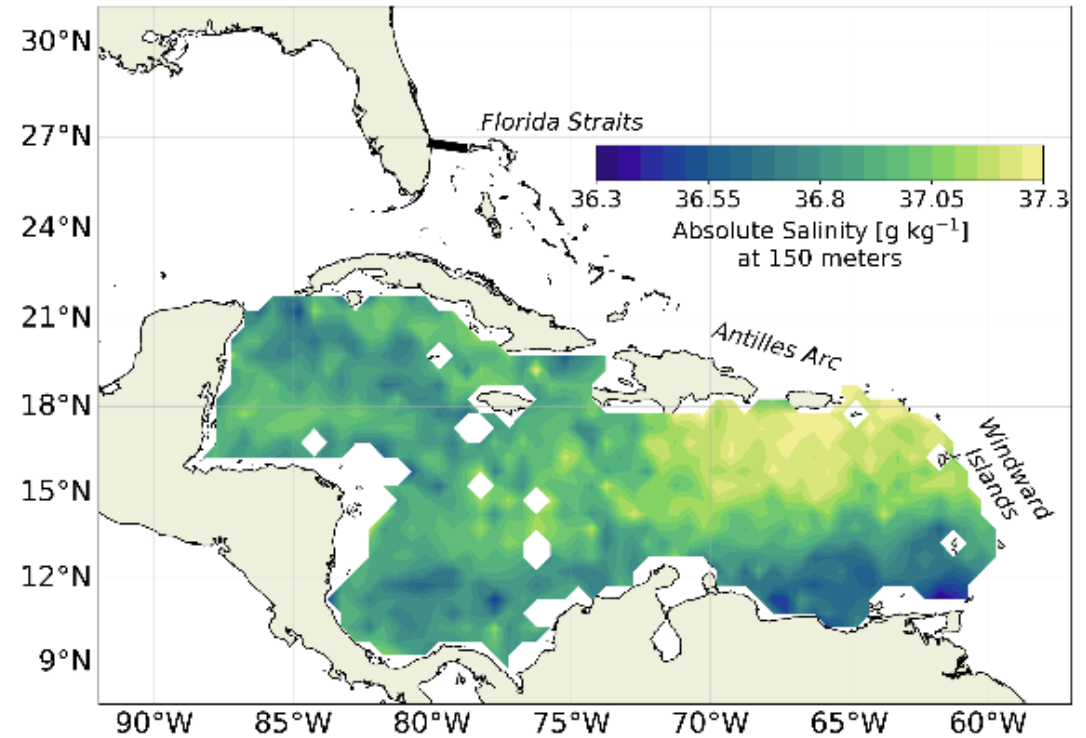 30°N
27°N
24°N
21°N
18°N
15°N
12°N
9°N
Florida Straits
36.3 36.55 36.8 37.05 37.3
Absolute Salinity [g kg⁻¹]
at 150 meters
Antilles Arc
Windward
Islands
90°W 85°W 80°W 75°W 70°W 65°W 60°W